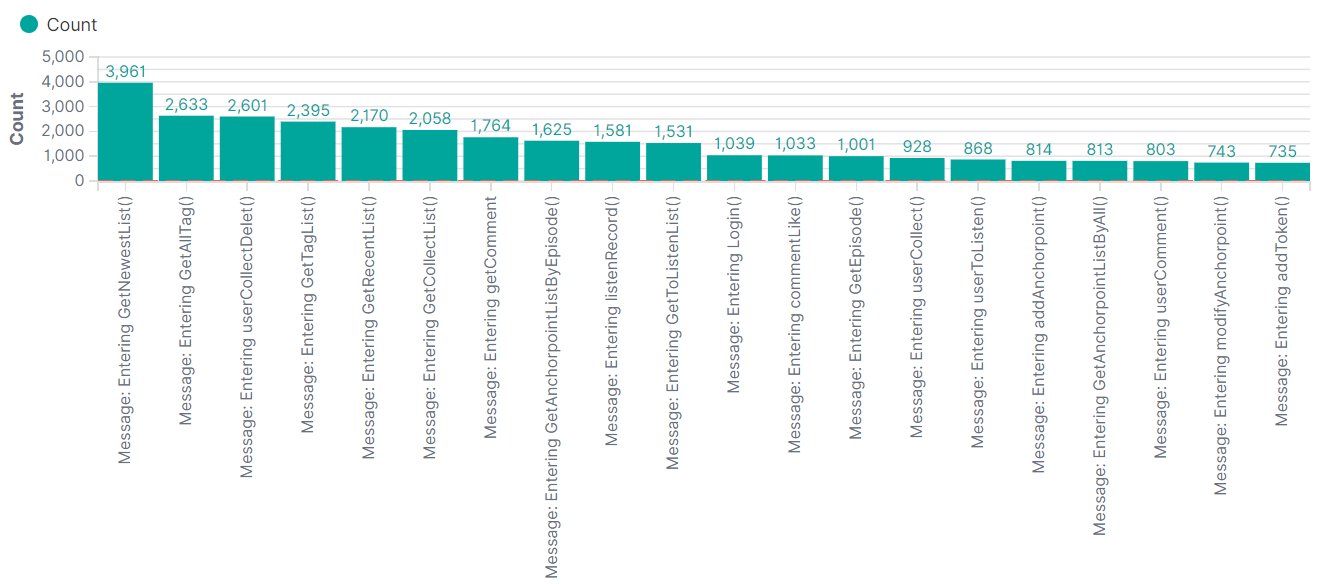 Count
5,000
4,000
3,000
2,000
1,000
0
Count
3,961
2,633
2,601
2,395
2,170
2,058
1,764
1,625
1,581
1,531
1,039
1,033
1,001
928
868
814
813
803
743
735
Message: Entering GetNewestList()
Message: Entering GetAllTag()
Message: Entering userCollectDelet()
Message: Entering GetTagList()
Message: Entering GetRecentList()
Message: Entering GetCollectList()
Message: Entering getComment
Message: Entering GetAnchorpointListByEpisode()
Message: Entering listenRecord()
Message: Entering GetToListenList()
Message: Entering Login()
Message: Entering commentLike()
Message: Entering GetEpisode()
Message: Entering userCollect()
Message: Entering userToListen()
Message: Entering addAnchorpoint()
Message: Entering GetAnchorpointListByAll()
Message: Entering userComment()
Message: Entering modifyAnchorpoint()
Message: Entering addToken()